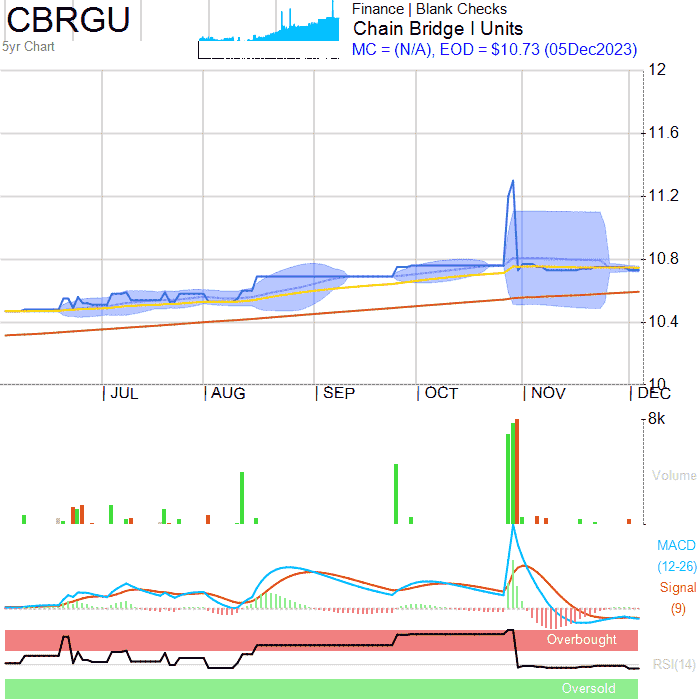 CBRGU
5yr Chart
Finance | Blank Checks
Chain Bridge I Units
MC = (N/A), EOD = $10.73 (05Dec2023)
12
11.6
11.2
10.8
10.4
10
JUL AUG SEP OCT NOV DEC
8k
Volume
MACD
(12-26)
Signal
(9)
Overbought
RSI(14)
Oversold